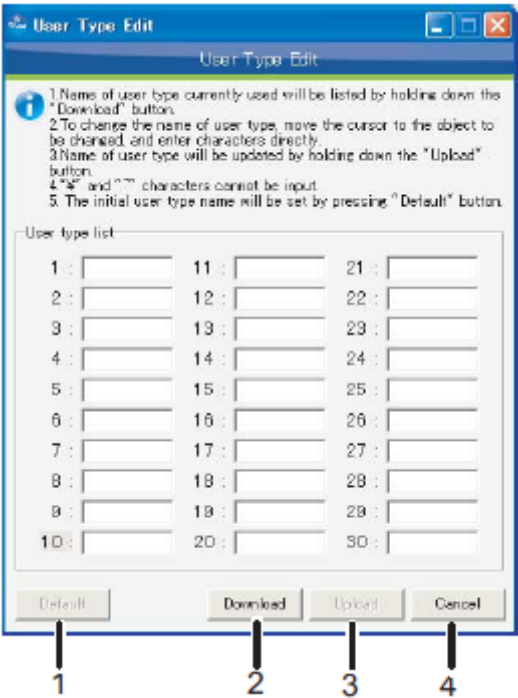 User Type Edit
User Type Edit
1.Name of user type currently used will be listed by holding down the
"Download" button.
2.To change the name of user type, move the cursor to the object to
be changed, and enter characters directly.
3.Name of user type will be updated by holding down the "Upload"
button.
4."¥" and "~" characters cannot be input.
5. The initial user type name will be set by pressing "Default" button.
User type list
1 : 11 : 21 :
2 : 12 : 22 :
3 : 13 : 23 :
4 : 14 : 24 :
5 : 15 : 25 :
6 : 16 : 26 :
7 : 17 : 27 :
8 : 18 : 28 :
9 : 19 : 29 :
10 : 20 : 30 :
Default Download Upload Cancel
1 2 3 4